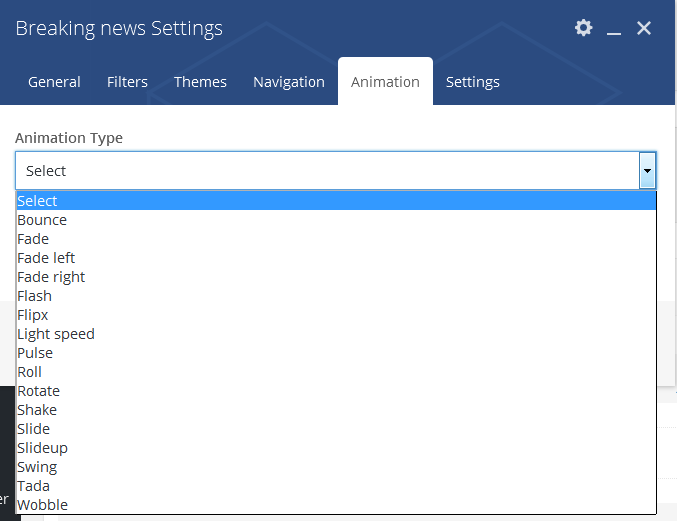 Breaking news Settings
General Filters Themes Navigation Animation Settings
Animation Type
Select
Select
Bounce
Fade
Fade left
Fade right
Flash
Flipx
Light speed
Pulse
Roll
Rotate
Shake
Slide
Slideup
Swing
Tada
er
Wobble